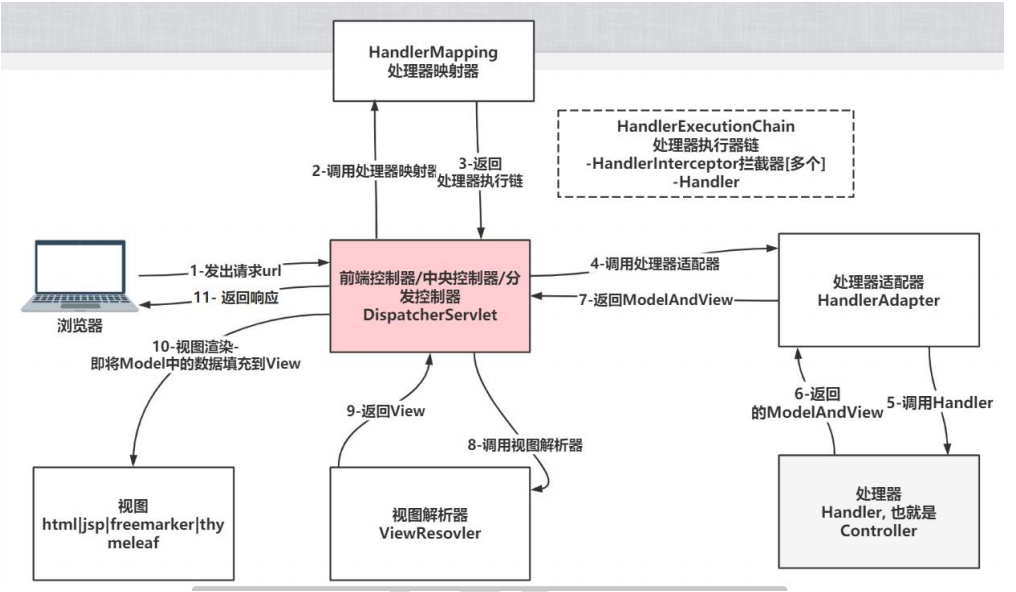 HandlerMapping
处理器映射器
HandlerExecutionChain
处理器执行器链
-HandlerInterceptor拦截器[多个]
-Handler
2-调用处理器映射器
3-返回
处理器执行链
1-发出请求url
11- 返回响应
浏览器
前端控制器/中央控制器/分
发控制器
DispatcherServlet
4-调用处理器适配器
7-返回ModelAndView
处理器适配器
HandlerAdapter
10-视图渲染-
即将Model中的数据填充到View
9-返回View
8-调用视图解析器
6-返回
的ModelAndView
5-调用Handler
视图
html|jsp|freemarker|thy
meleaf
视图解析器
ViewResovler
处理器
Handler, 也就是
Controller